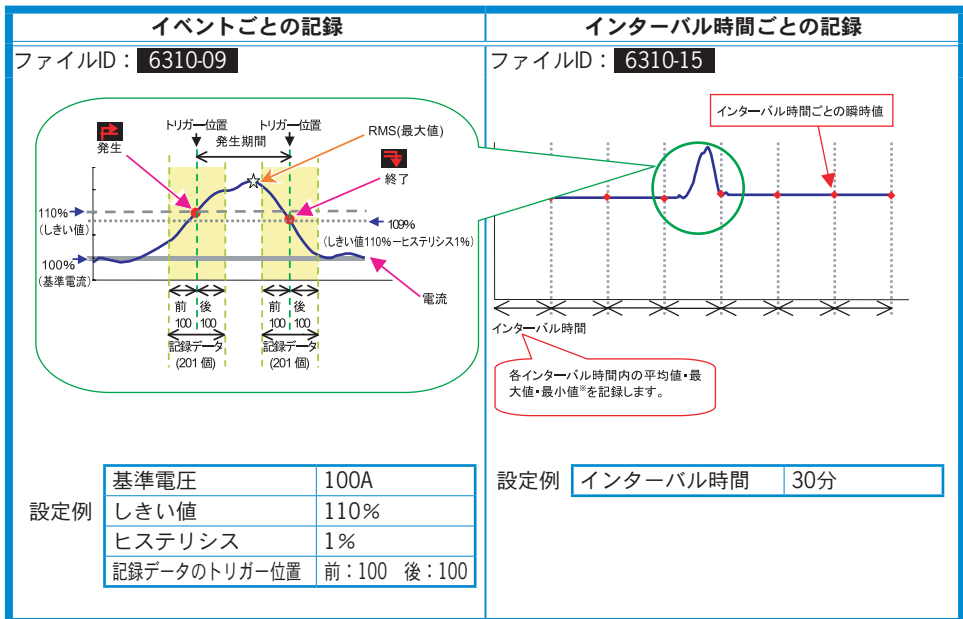 イベントごとの記録
ファイルID： 6310-09
トリガー位置
トリガー位置
発生期間
RMS(最大値)
発生
終了
110%
(しきい値)
109%
(しきい値110%ーヒステリシス1%)
100%
(基準電流)
電流
前 後
100 100
前 後
100 100
記録データ
(201 個)
記録データ
(201 個)
設定例
基準電圧 100A
しきい値 110%
ヒステリシス 1%
記録データのトリガー位置 前：100 後：100
インターバル時間ごとの記録
ファイルID： 6310-15
インターバル時間ごとの瞬時値
インターバル時間
各インターバル時間内の平均値・最
大値・最小値※を記録します。
設定例
インターバル時間 30分